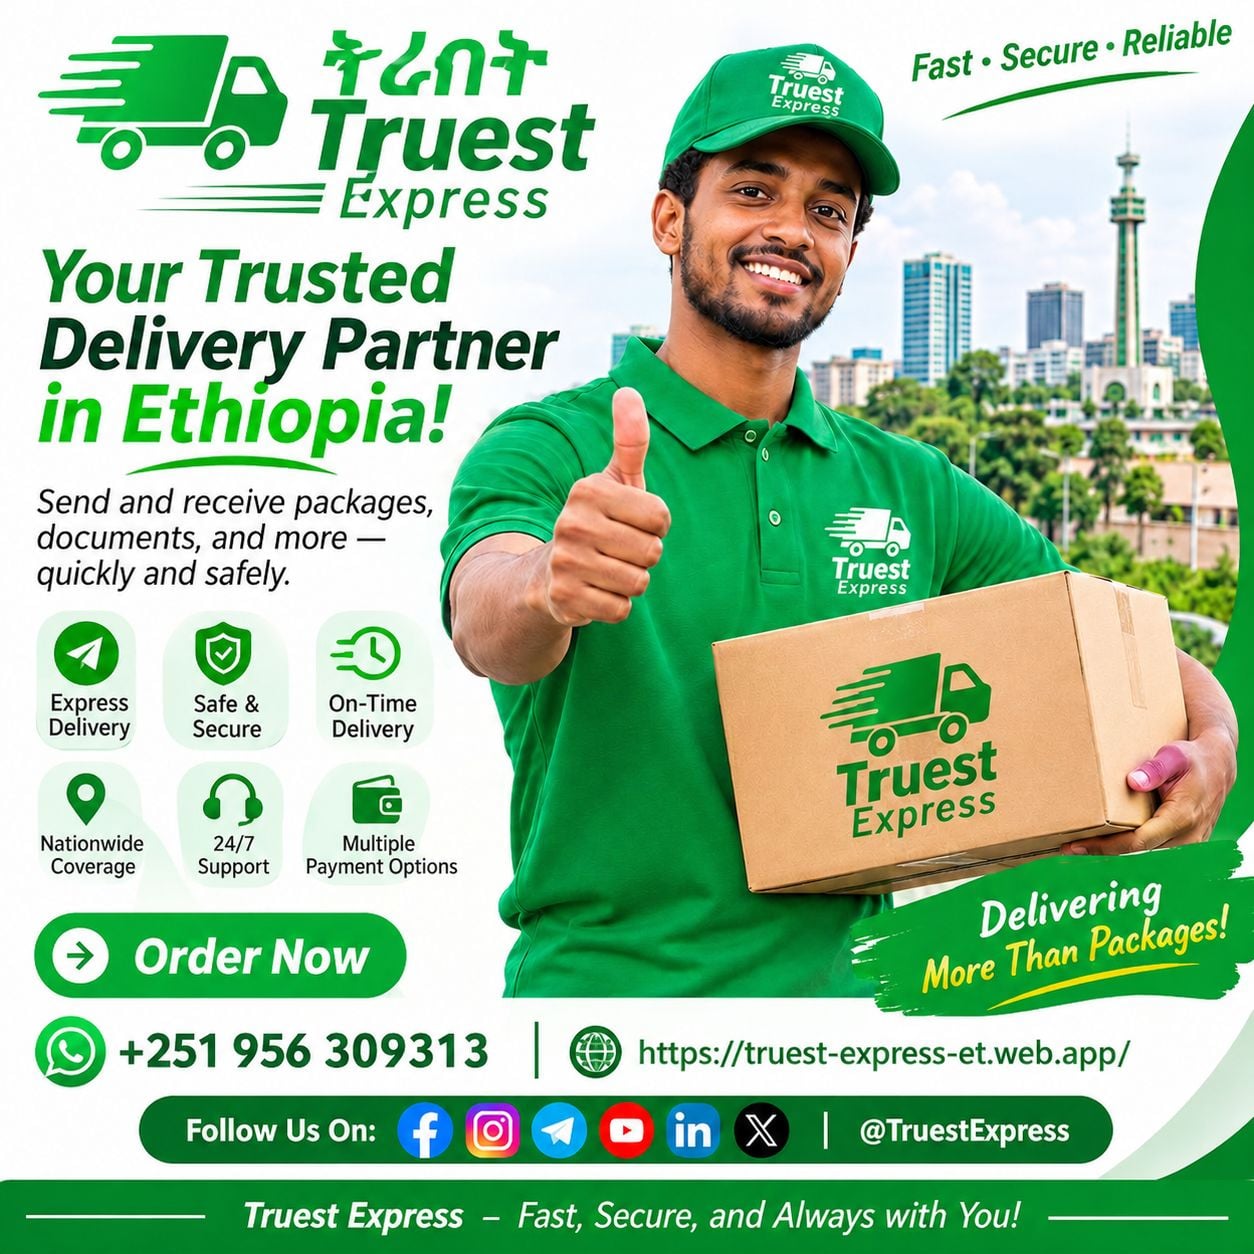 ትረበት
Truest
Express
Fast • Secure • Reliable
Truest
Express
Your Trusted
Delivery Partner
in Ethiopia!
Send and receive packages,
documents, and more —
quickly and safely.
Truest
Express
Express
Delivery
Safe &
Secure
On-Time
Delivery
Nationwide
Coverage
24/7
Support
Multiple
Payment Options
Truest
Express
Delivering
More Than Packages!
Order Now
+251 956 309313
https://truest-express-et.web.app/
Follow Us On:
@TruestExpress
Truest Express – Fast, Secure, and Always with You!